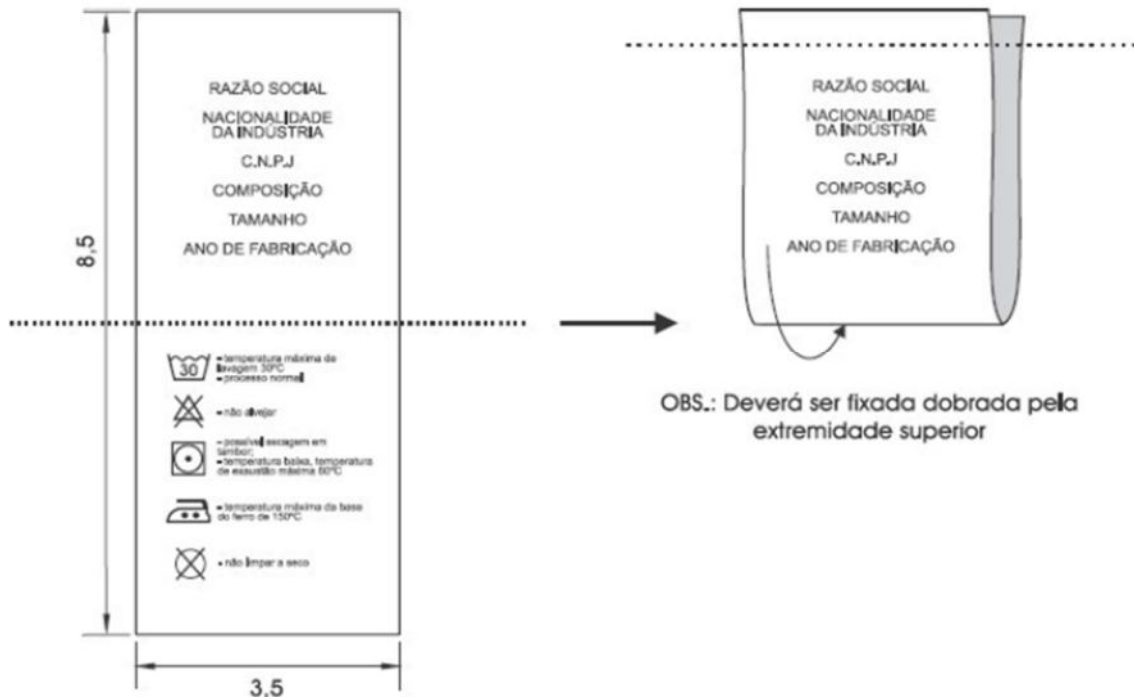 RAZÃO SOCIAL
NACIONALIDADE
DA INDÚSTRIA
C.N.P.J
COMPOSIÇÃO
TAMANHO
ANO DE FABRICAÇÃO
8,5
30
- temperatura máxima de
lavagem 30ºC
- processo normal
- não alvejar
- possível secagem em
tambor;
- temperatura baixa, temperatura
de exaustão máxima 60ºC
- temperatura máxima da base
do ferro de 150ºC
- não limpar a seco
3,5
RAZÃO SOCIAL
NACIONALIDADE
DA INDÚSTRIA
C.N.P.J
COMPOSIÇÃO
TAMANHO
ANO DE FABRICAÇÃO
OBS.: Deverá ser fixada dobrada pela
extremidade superior